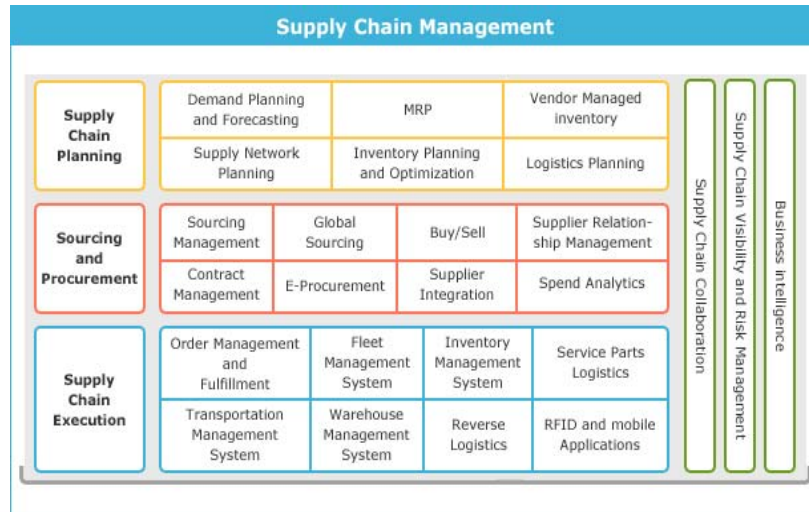 Supply Chain Management
Supply
Chain
Planning
Demand Planning
and Forecasting
MRP
Vendor Managed
inventory
Supply Network
Planning
Inventory Planning
and Optimization
Logistics Planning
Sourcing
and
Procurement
Sourcing
Management
Global
Sourcing
Buy/Sell
Supplier Relation-
ship Management
Contract
Management
E-Procurement
Supplier
Integration
Spend Analytics
Supply
Chain
Execution
Order Management
and
Fulfillment
Fleet
Management
System
Inventory
Management
System
Service Parts
Logistics
Transportation
Management
System
Warehouse
Management
System
Reverse
Logistics
RFID and mobile
Applications
Supply Chain Collaboration
Supply Chain Visibility and Risk Management
Business intelligence